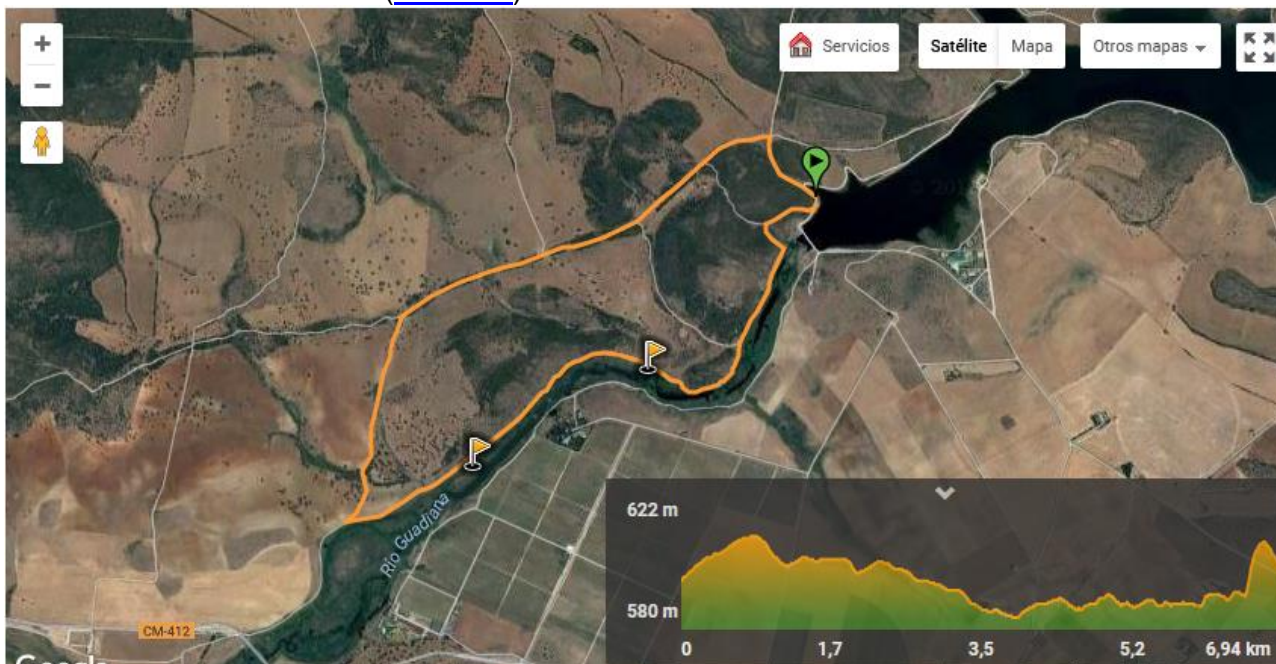 +
Servicios
Satélite Mapa
Otros mapas
−
Río Guadiana
622 m
580 m
0 1,7 3,5 5,2 6,94 km
CM-412
Google